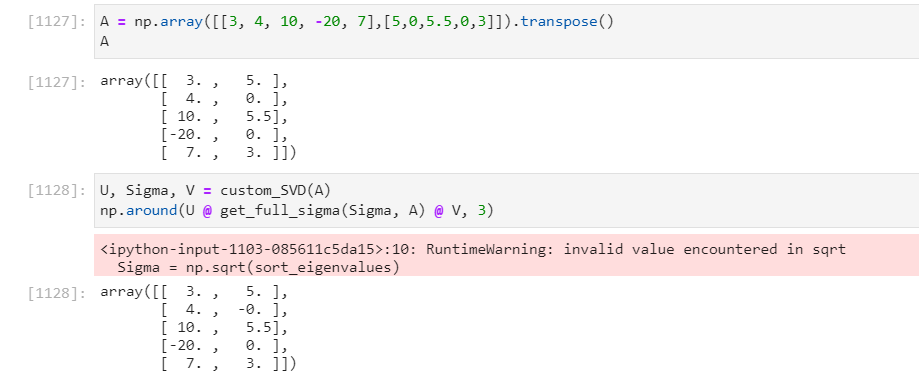 [1127]: A = np.array([[3, 4, 10, -20, 7],[5,0,5.5,0,3]]).transpose()
A
[1127]: array([[ 3. , 5. ],
[ 4. , 0. ],
[ 10. , 5.5],
[-20. , 0. ],
[ 7. , 3. ]])
[1128]: U, Sigma, V = custom_SVD(A)
np.around(U @ get_full_sigma(Sigma, A) @ V, 3)
<ipython-input-1103-085611c5da15>:10: RuntimeWarning: invalid value encountered in sqrt
Sigma = np.sqrt(sort_eigenvalues)
[1128]: array([[ 3. , 5. ],
[ 4. , -0. ],
[ 10. , 5.5],
[-20. , 0. ],
[ 7. , 3. ]])